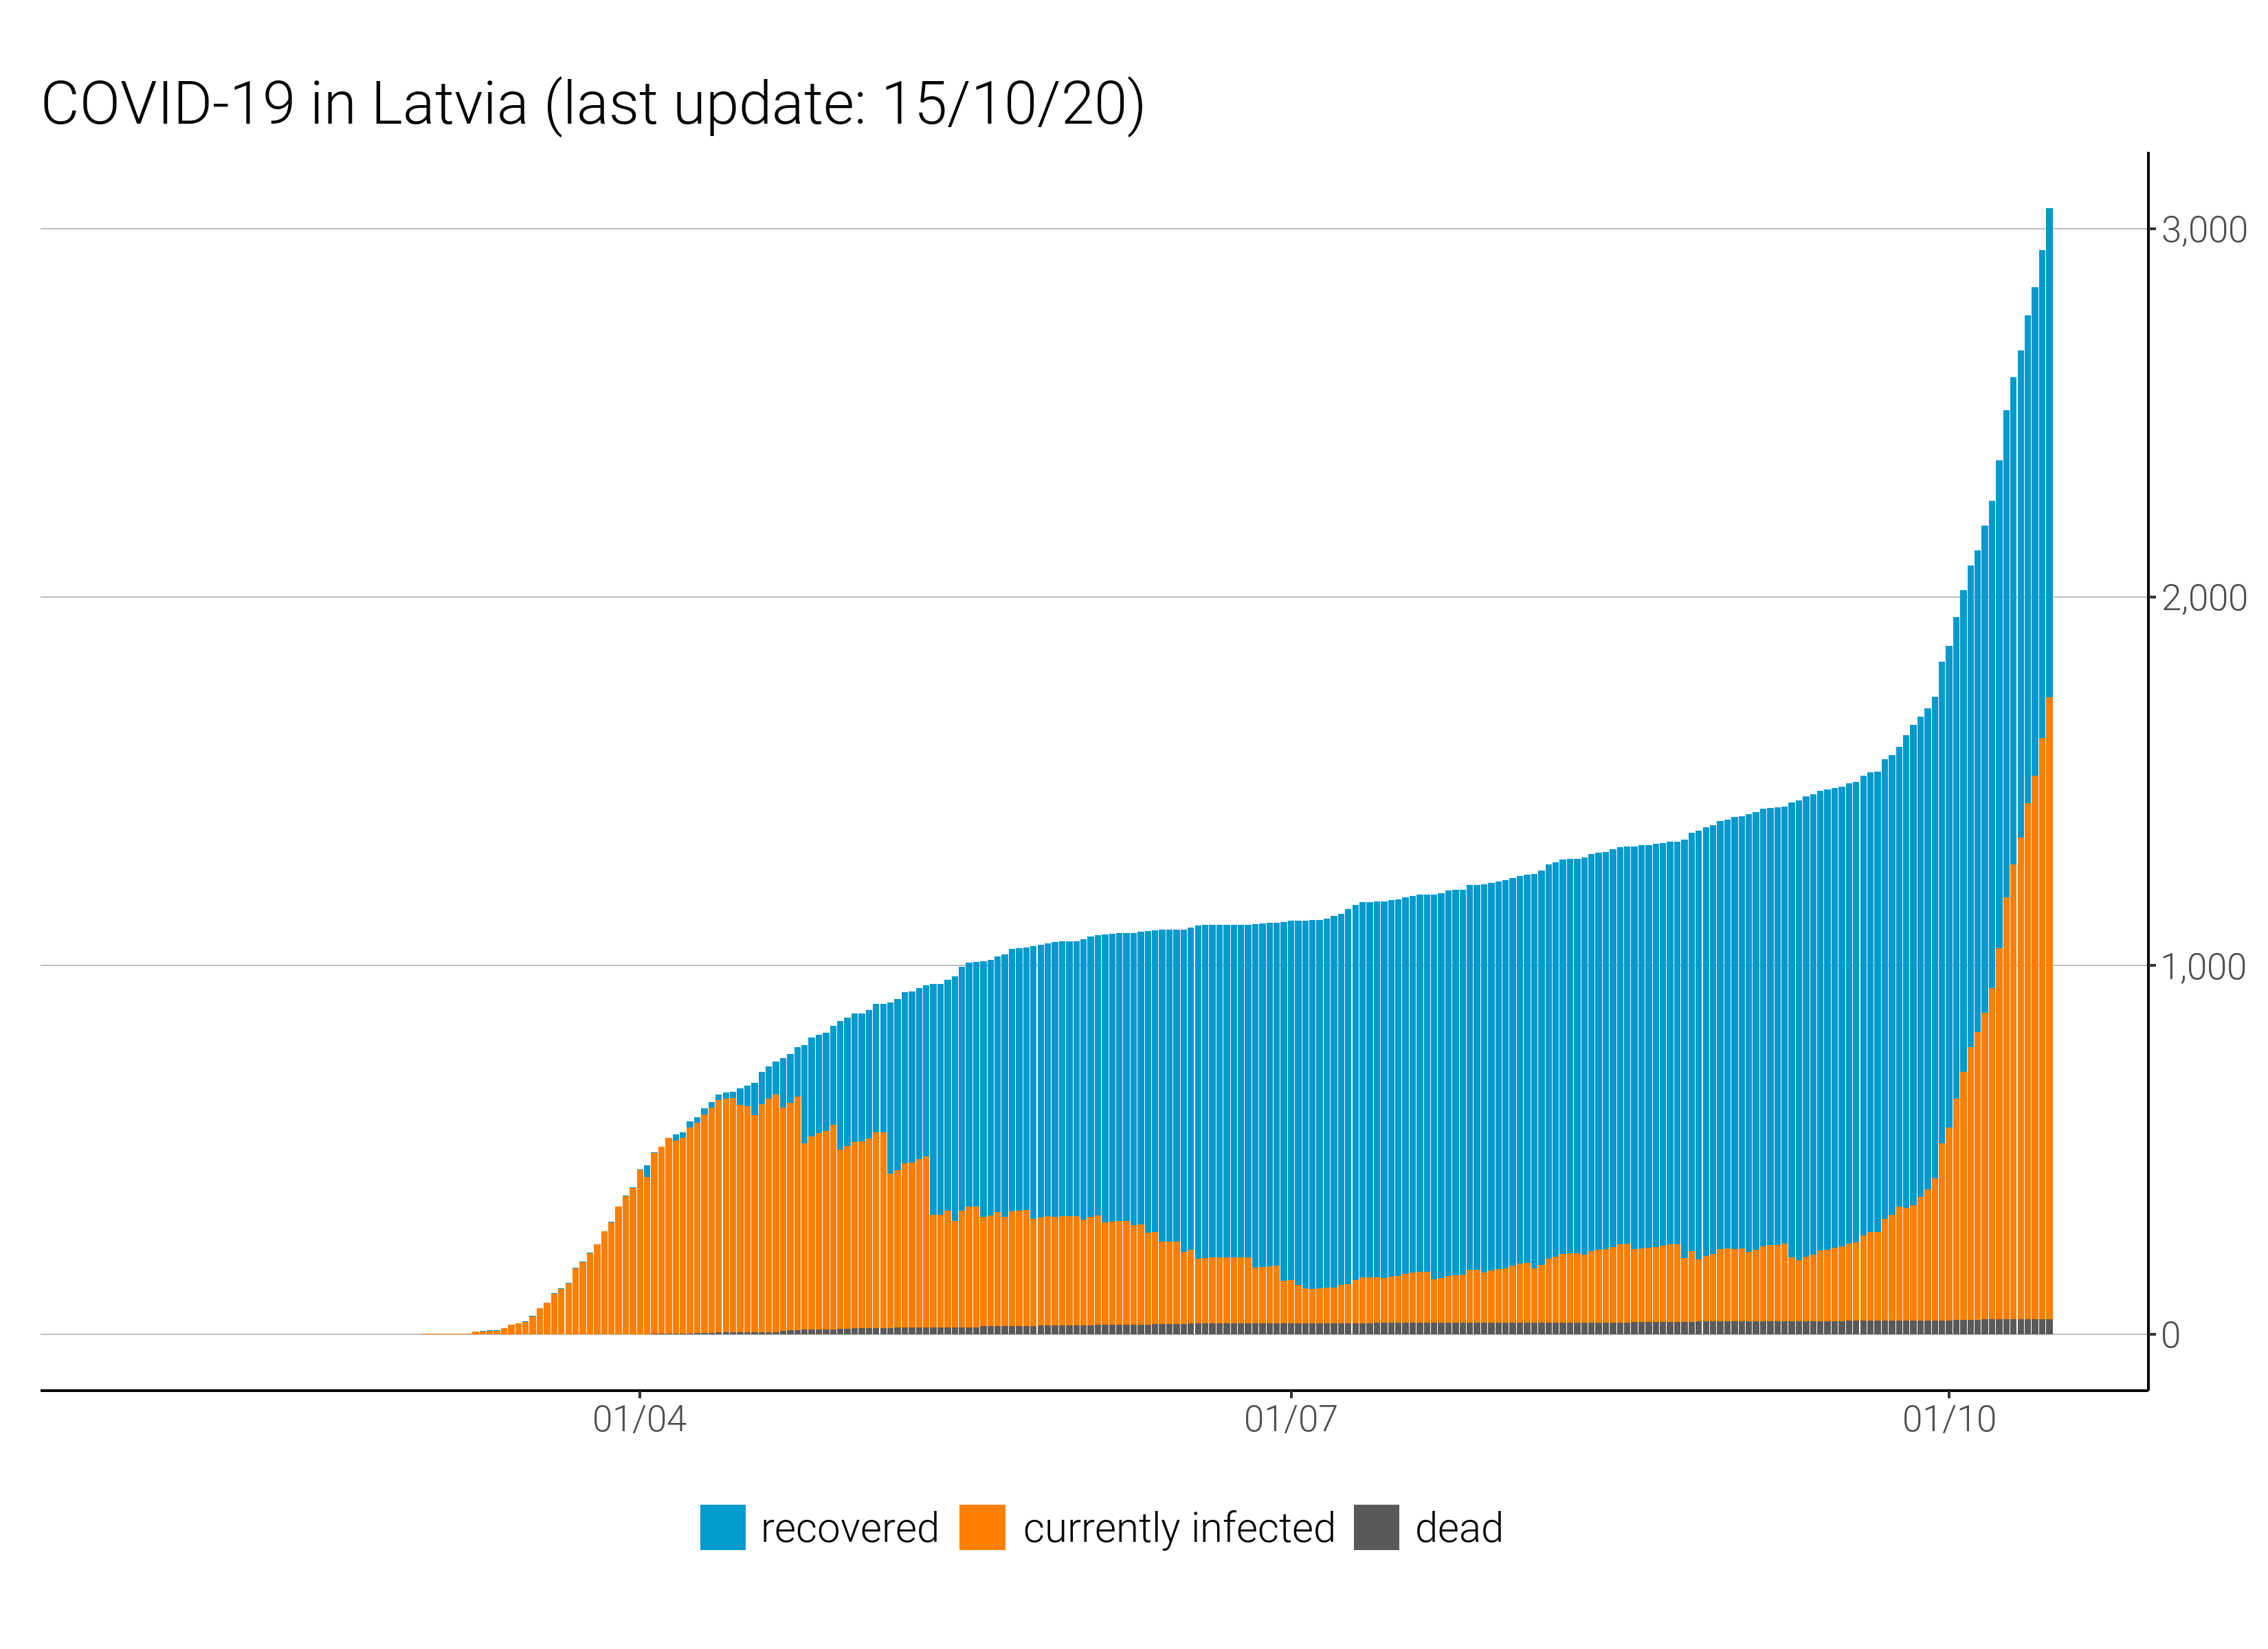 COVID-19 in Latvia (last update: 15/10/20)
3,000
2,000
1,000
0
01/04 01/07 01/10
recovered currently infected dead